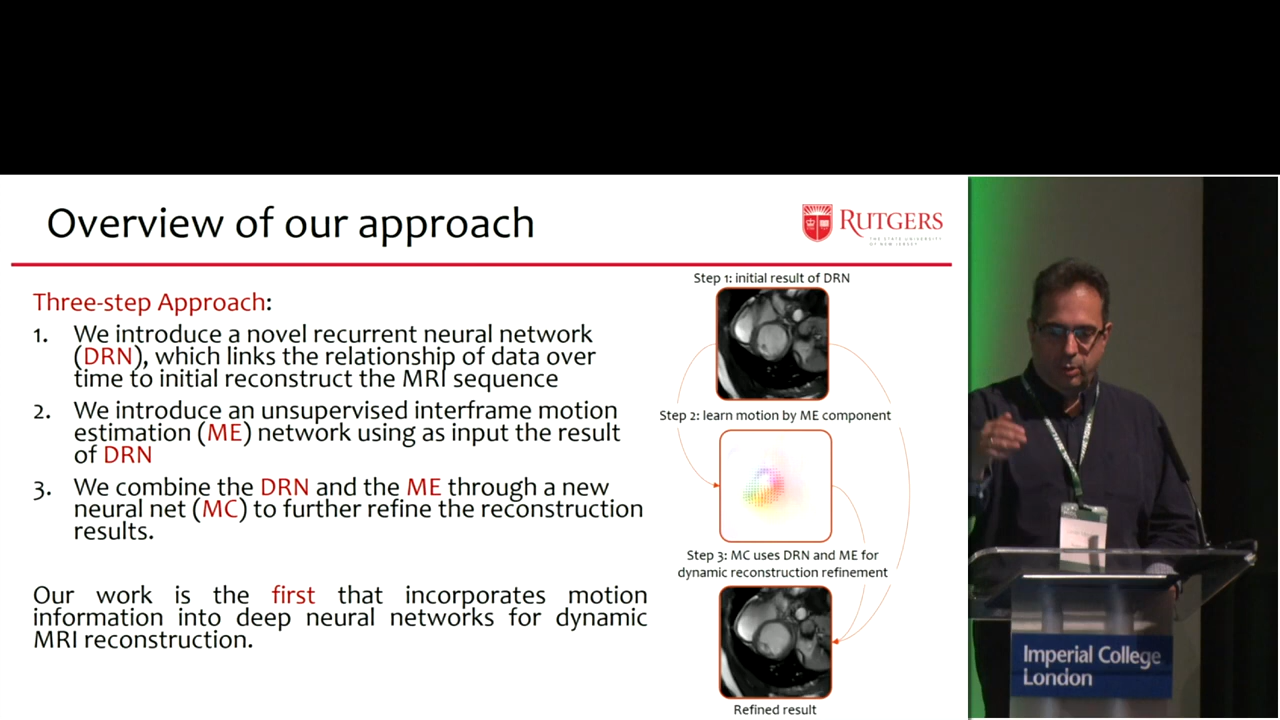 Overview of our approach
RUTGERS
THE STATE UNIVERSITY
OF NEW JERSEY
Three-step Approach:
1. We introduce a novel recurrent neural network
(DRN), which links the relationship of data over
time to initial reconstruct the MRI sequence
2. We introduce an unsupervised interframe motion
estimation (ME) network using as input the result
of DRN
3. We combine the DRN and the ME through a new
neural net (MC) to further refine the reconstruction
results.
Our work is the first that incorporates motion
information into deep neural networks for dynamic
MRI reconstruction.
Step 1: initial result of DRN
Step 2: learn motion by ME component
Step 3: MC uses DRN and ME for
dynamic reconstruction refinement
Refined result
Imperial College
London